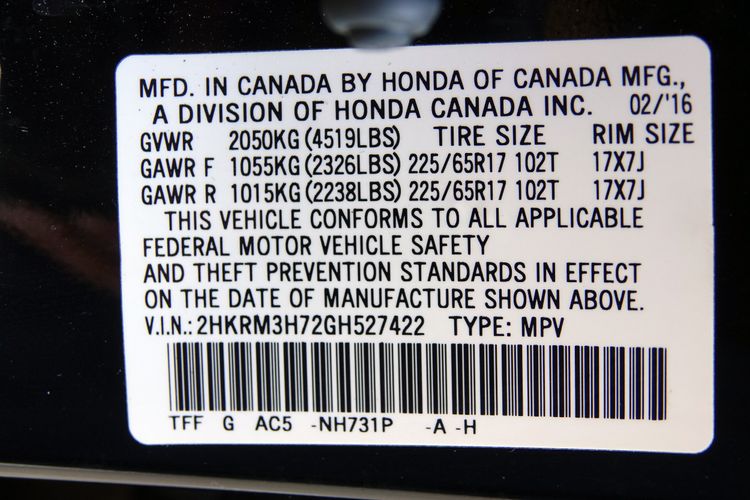 MFD. IN CANADA BY HONDA OF CANADA MFG.,
A DIVISION OF HONDA CANADA INC. 02/'16
GVWR 2050KG (4519LBS) TIRE SIZE RIM SIZE
GAWR F 1055KG (2326LBS) 225/65R17 102T 17X7J
GAWR R 1015KG (2238LBS) 225/65R17 102T 17X7J
THIS VEHICLE CONFORMS TO ALL APPLICABLE
FEDERAL MOTOR VEHICLE SAFETY
AND THEFT PREVENTION STANDARDS IN EFFECT
ON THE DATE OF MANUFACTURE SHOWN ABOVE.
V.I.N.: 2HKRM3H72GH527422 TYPE: MPV
TFF G AC5 -NH731P -A -H